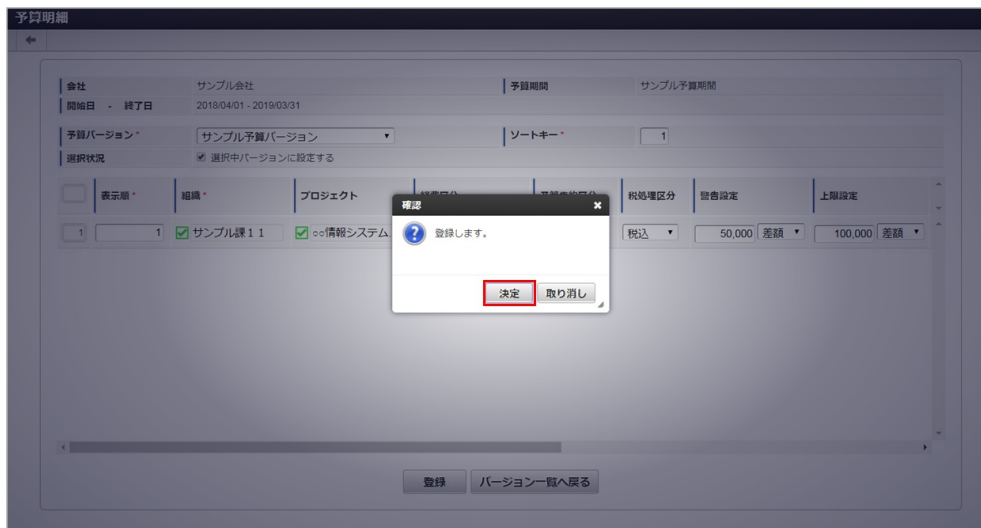 予算明細
会社 サンプル会社 予算期間 サンプル予算期間
開始日 - 終了日 2018/04/01 - 2019/03/31
予算バージョン* サンプル予算バージョン ソートキー* 1
選択状況 選択中バージョンに設定する
表示順* 組織* プロジェクト 税処理区分 警告設定 上限設定
1 1 サンプル課11 ○○情報システム 税込 50,000 差額 100,000 差額
確認
登録します。
決定 取り消し
登録 バージョン一覧へ戻る